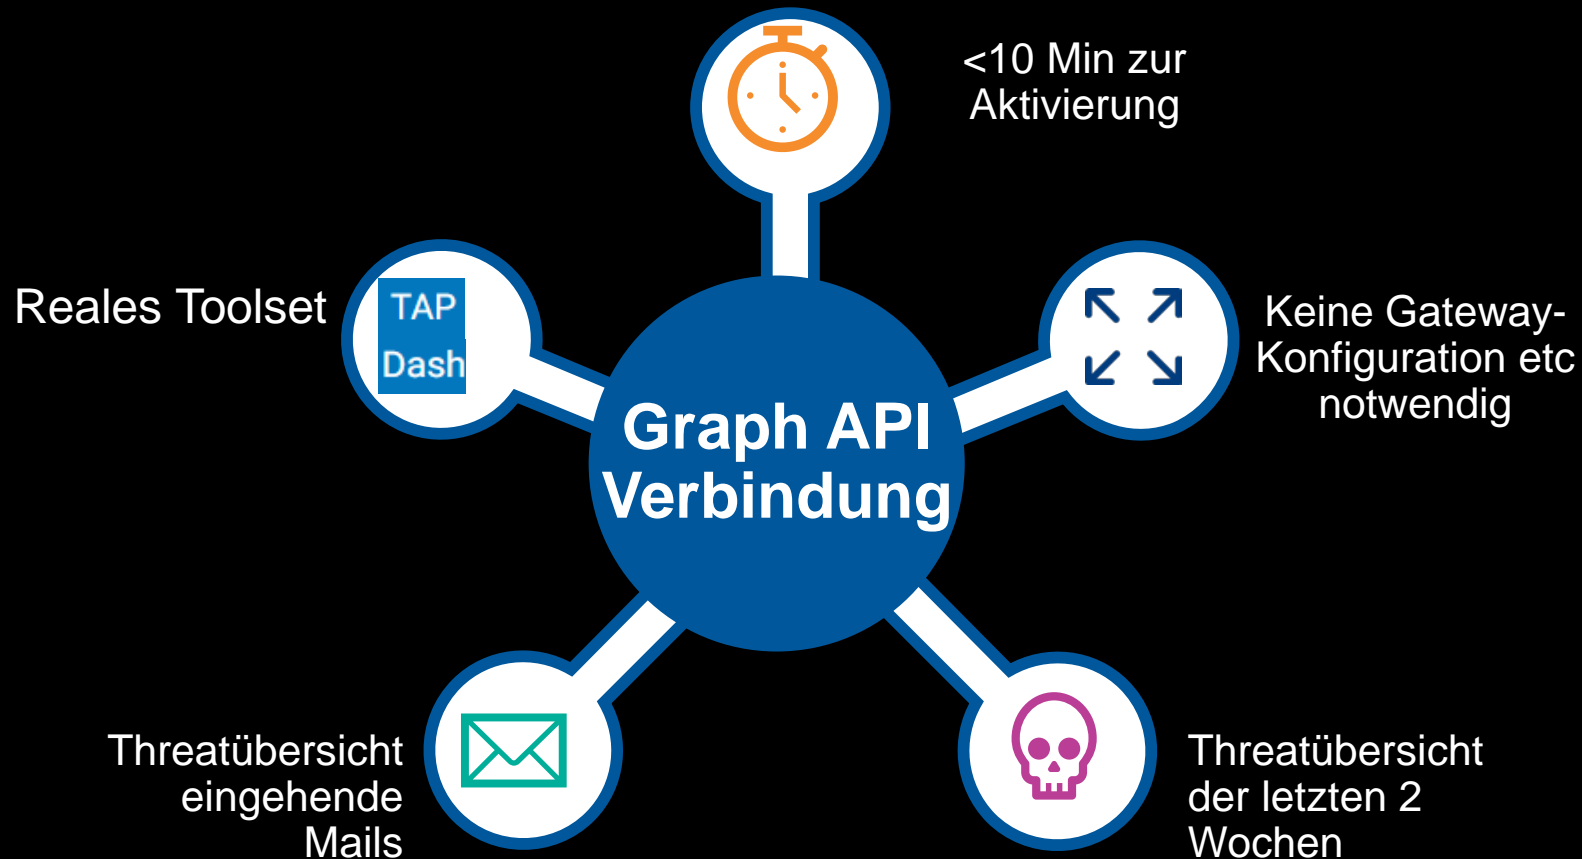 <10 Min zur
Aktivierung
Reales Toolset
TAP
Dash
Keine Gateway-
Konfiguration etc
notwendig
Graph API
Verbindung
Threatübersicht
eingehende
Mails
Threatübersicht
der letzten 2
Wochen